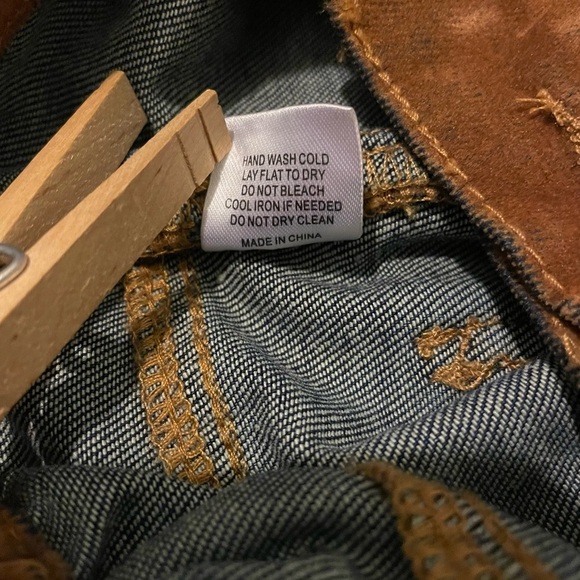 HAND WASH COLD
LAY FLAT TO DRY
DO NOT BLEACH
COOL IRON IF NEEDED
DO NOT DRY CLEAN
MADE IN CHINA